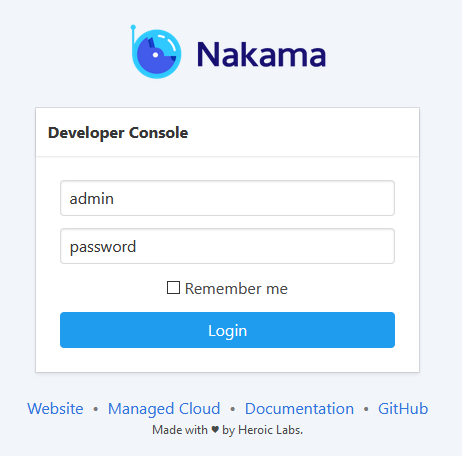 Nakama
Developer Console
admin
password
Remember me
Login
Website • Managed Cloud • Documentation • GitHub
Made with ♥ by Heroic Labs.